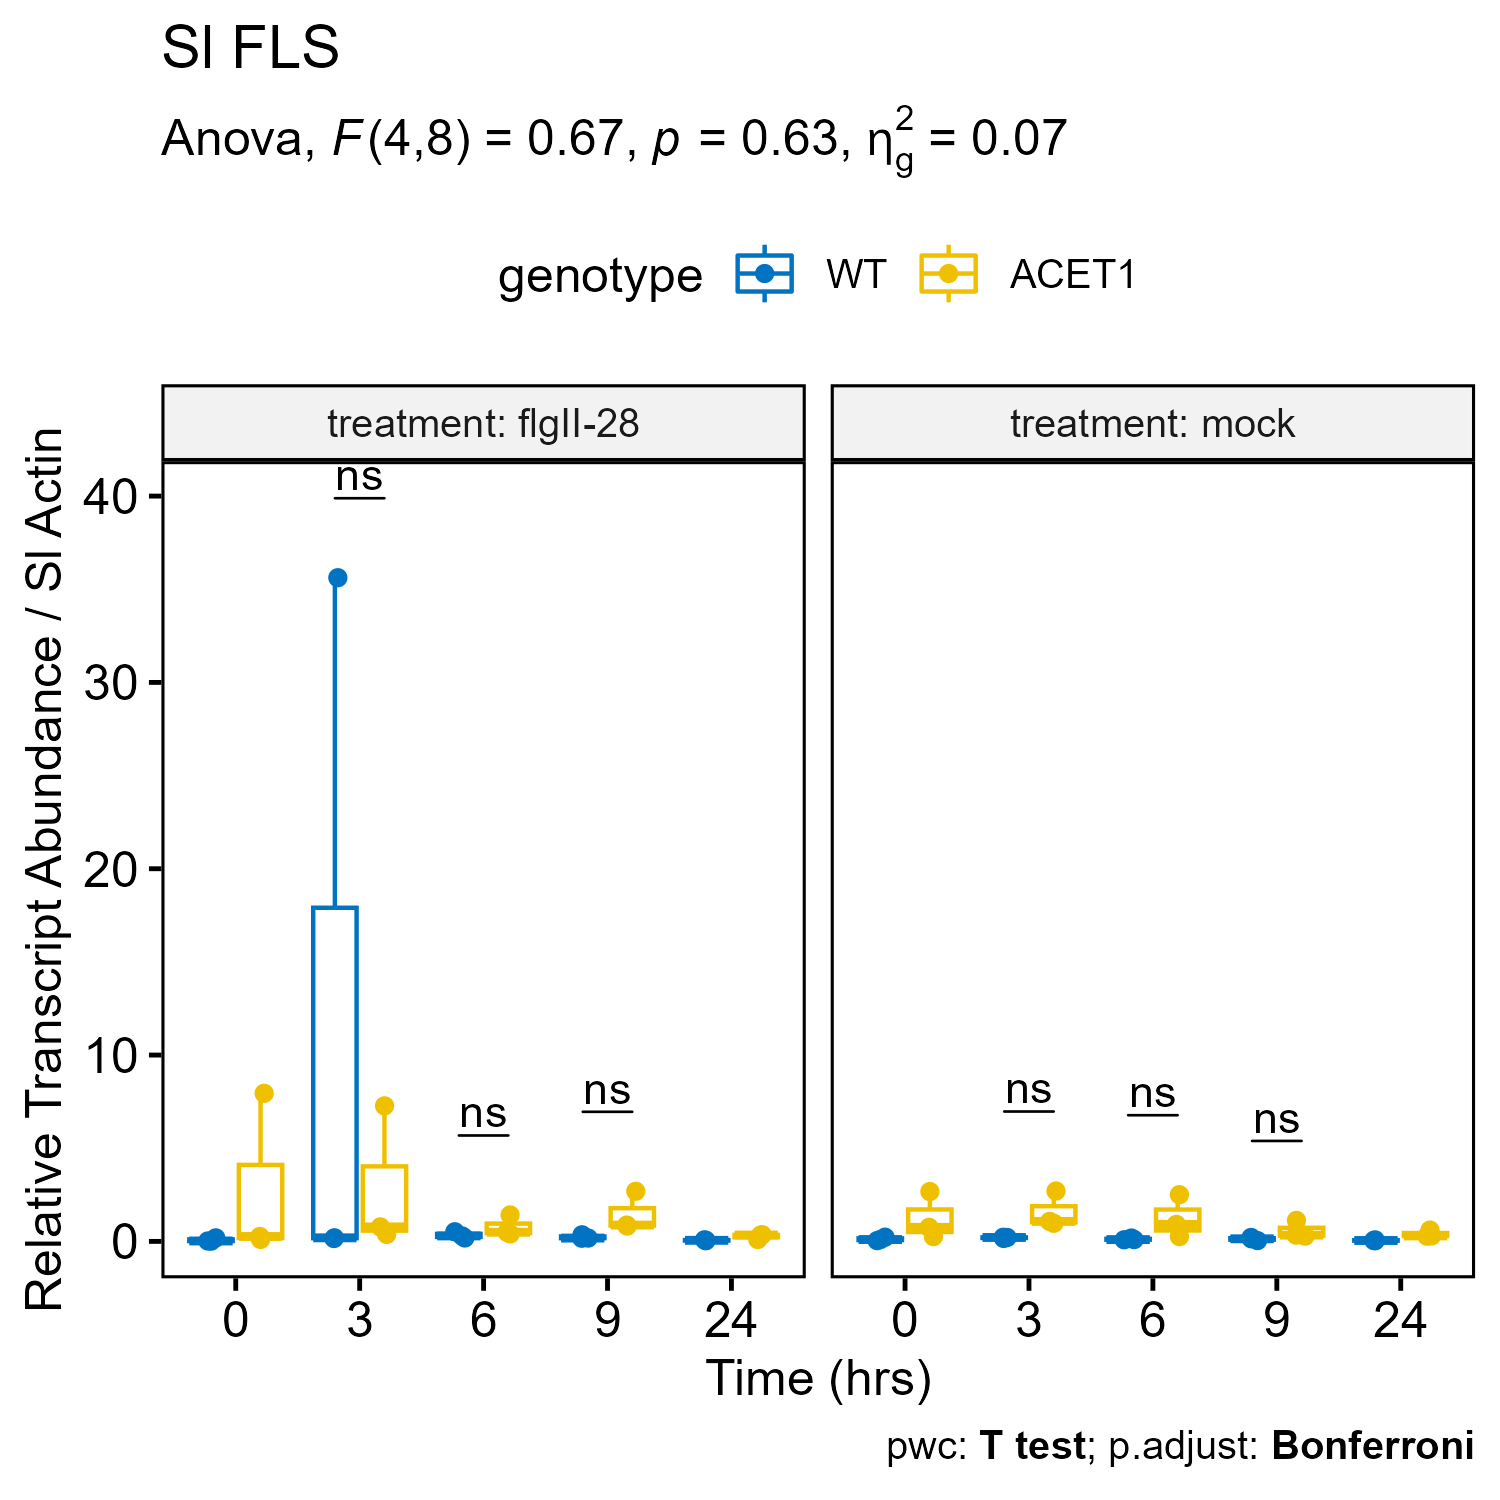 Sl FLS
Anova, F(4,8) = 0.67, p = 0.63, η²g = 0.07
genotype WT ACET1
treatment: flgII-28
treatment: mock
Relative Transcript Abundance / Sl Actin
40
30
20
10
0
ns
ns
ns
ns
ns
ns
0 3 6 9 24
0 3 6 9 24
Time (hrs)
pwc: T test; p.adjust: Bonferroni